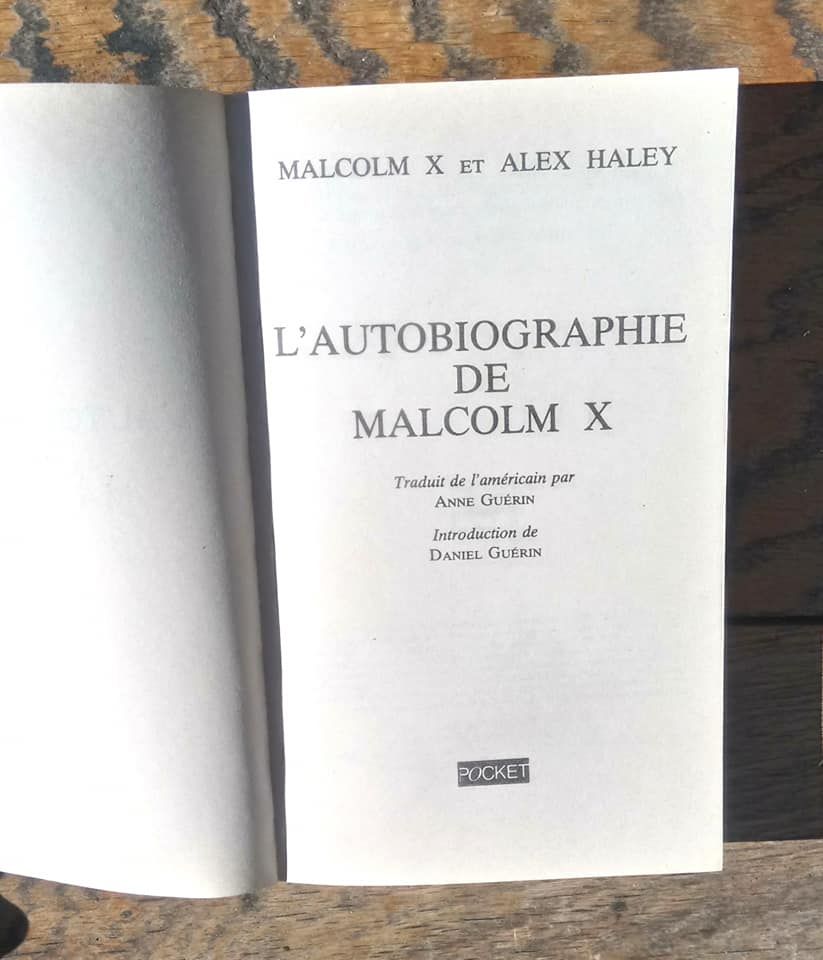 MALCOLM X ET ALEX HALEY
L'AUTOBIOGRAPHIE
DE
MALCOLM X
Traduit de l'américain par
ANNE GUÉRIN
Introduction de
DANIEL GUÉRIN
POCKET